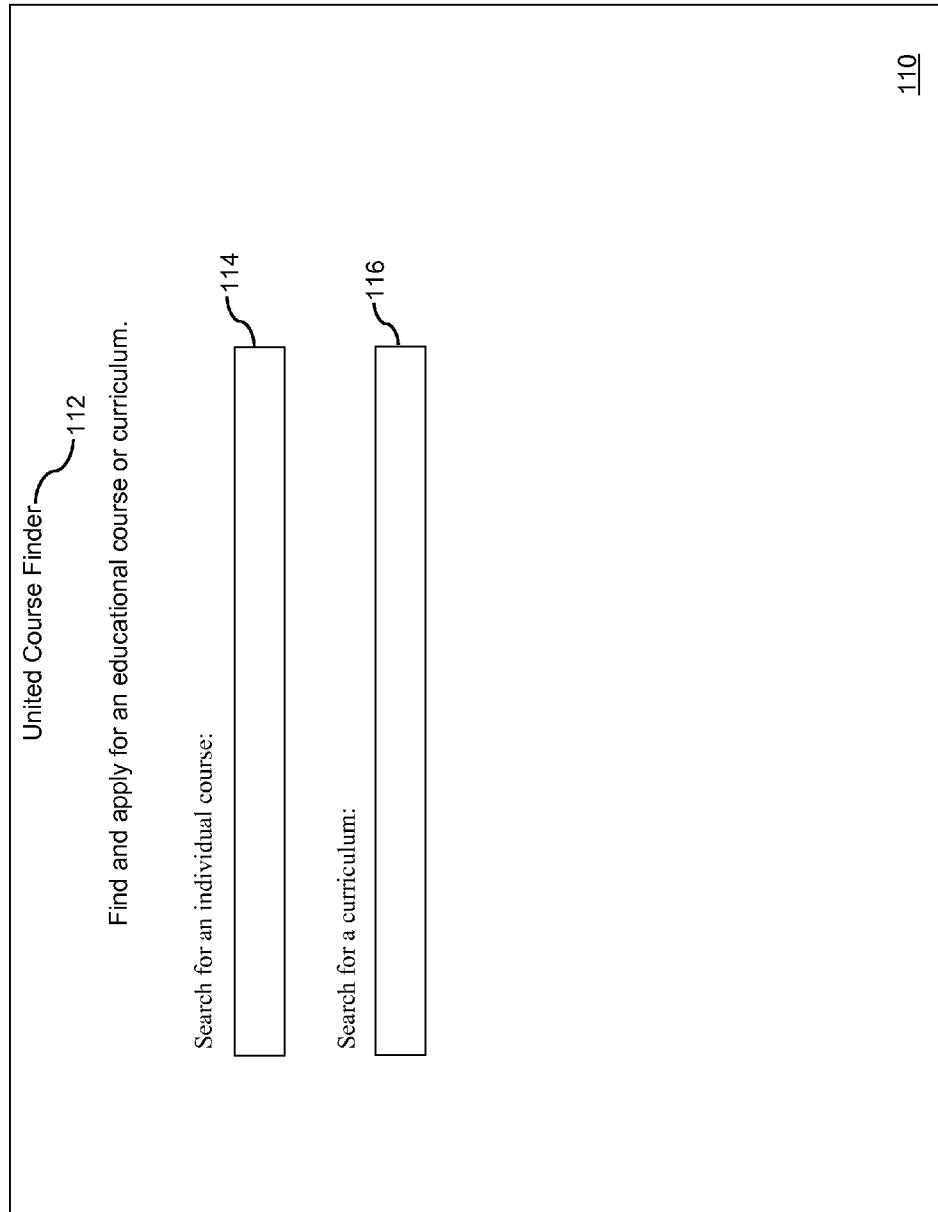 United Course Finder
112
Find and apply for an educational course or curriculum.
Search for an individual course:
114
Search for a curriculum:
116
110